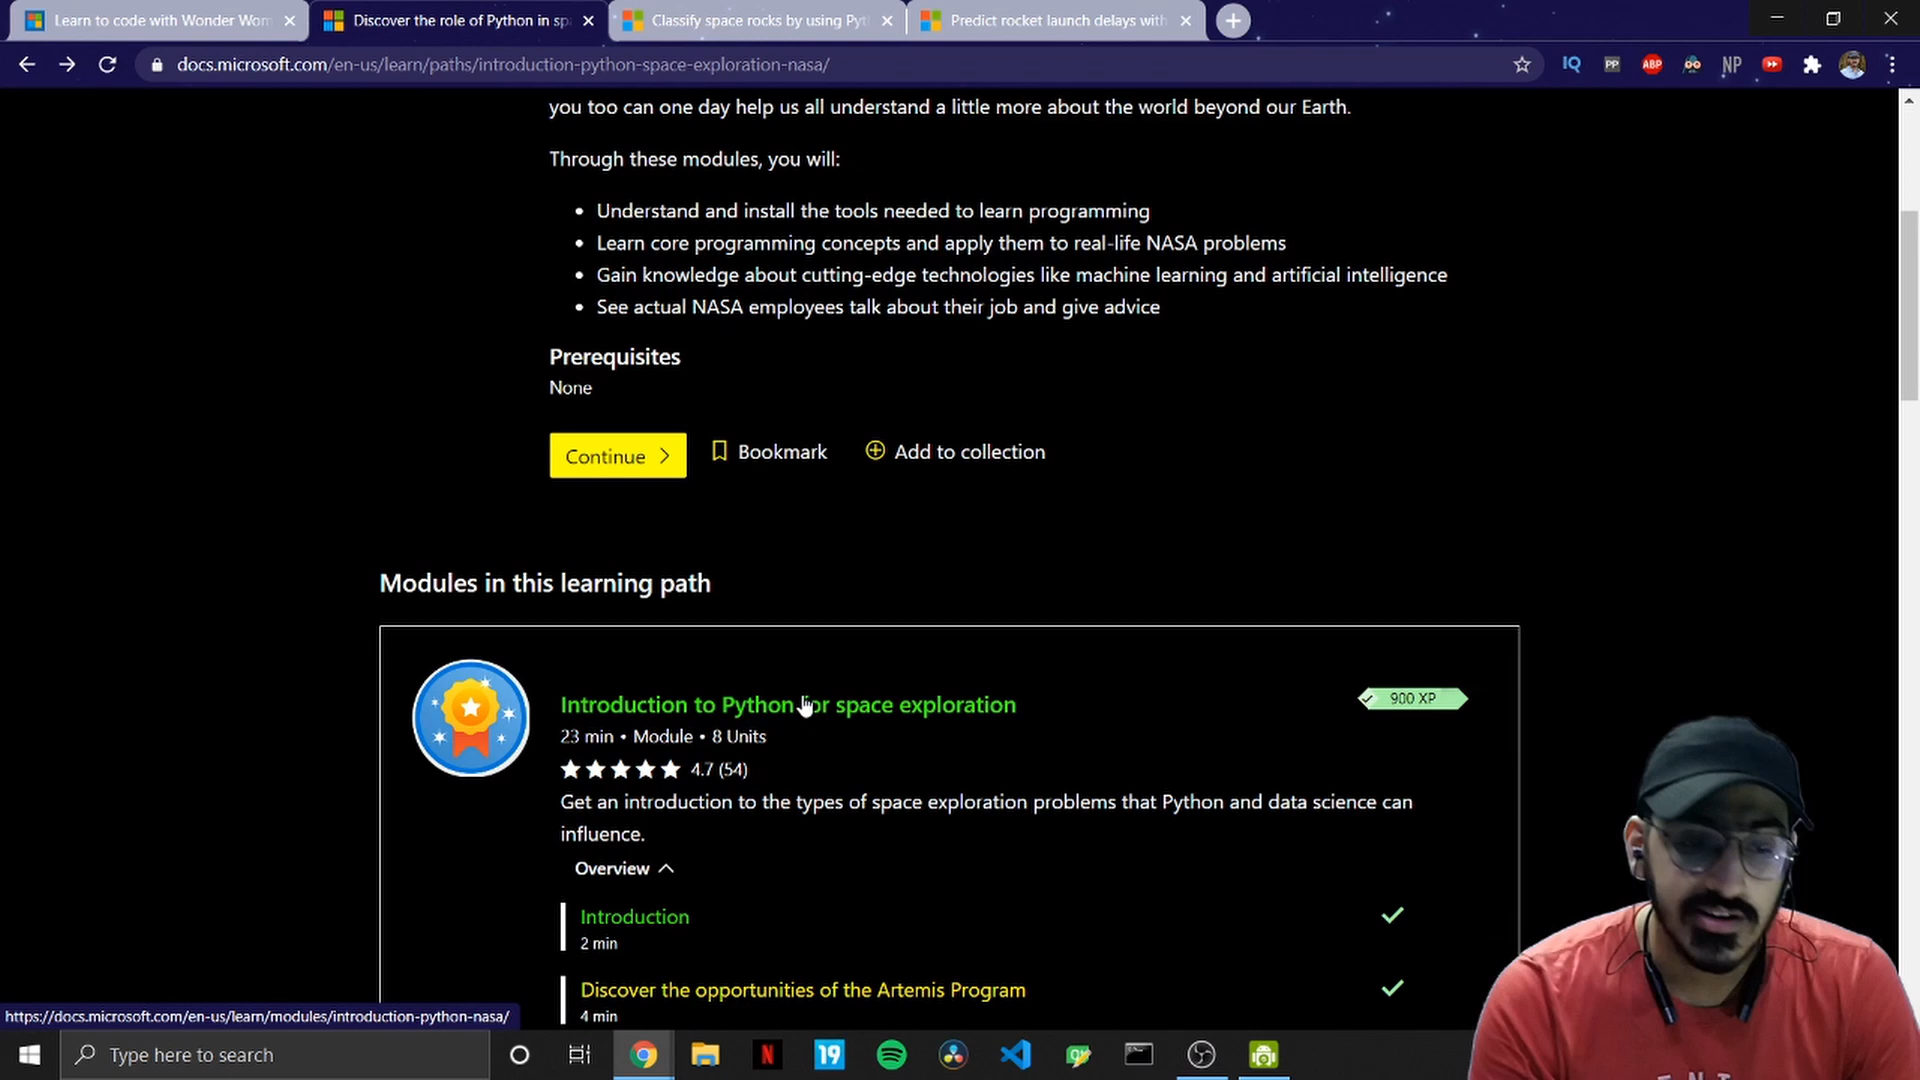 Learn to code with Wonder Wom
Discover the role of Python in sp
Classify space rocks by using Pyt
Predict rocket launch delays with
docs.microsoft.com/en-us/learn/paths/introduction-python-space-exploration-nasa/
IQ
PP
ABP
NP
you too can one day help us all understand a little more about the world beyond our Earth.
Through these modules, you will:
• Understand and install the tools needed to learn programming
• Learn core programming concepts and apply them to real-life NASA problems
• Gain knowledge about cutting-edge technologies like machine learning and artificial intelligence
• See actual NASA employees talk about their job and give advice
Prerequisites
None
Continue
Bookmark
Add to collection
Modules in this learning path
Introduction to Python for space exploration
900 XP
23 min • Module • 8 Units
4.7 (54)
Get an introduction to the types of space exploration problems that Python and data science can
influence.
Overview
Introduction
2 min
Discover the opportunities of the Artemis Program
4 min
https://docs.microsoft.com/en-us/learn/modules/introduction-python-nasa/
Type here to search
N
19